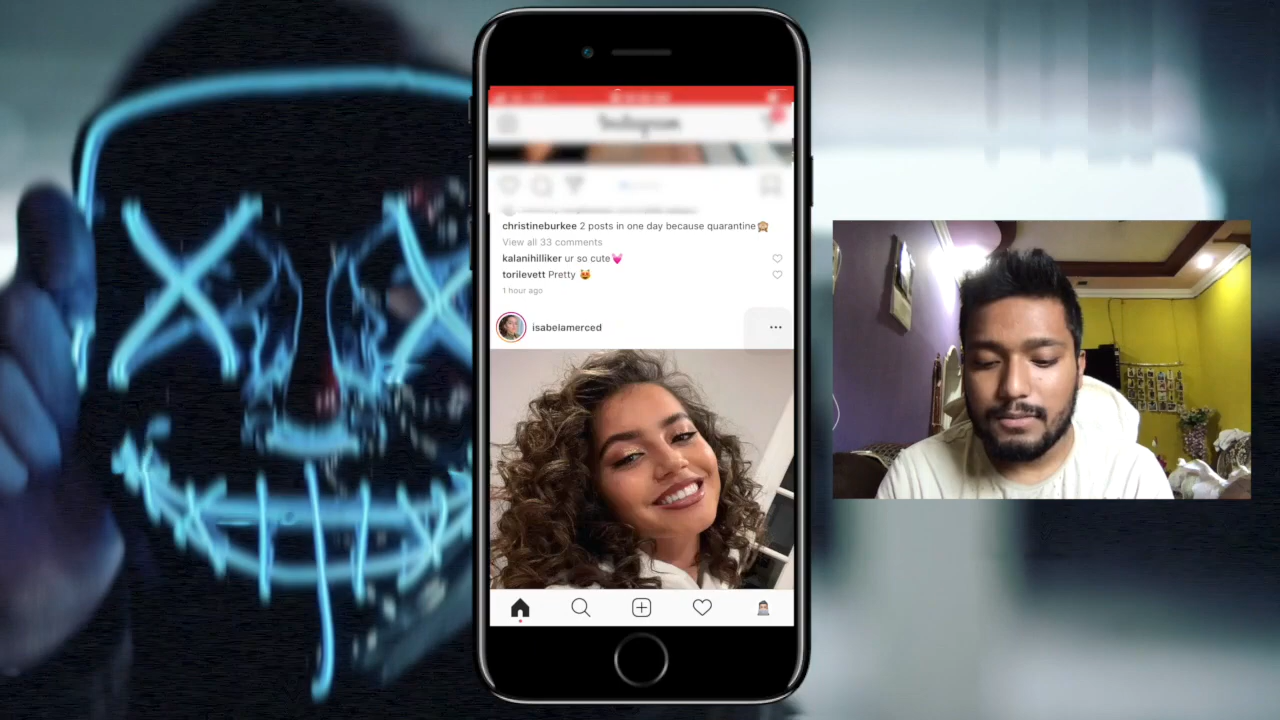 Instagram
christineburkee 2 posts in one day because quarantine🙈
View all 33 comments
kalanihilliker ur so cute💓
torilevett Pretty 😻
1 hour ago
isabelamerced